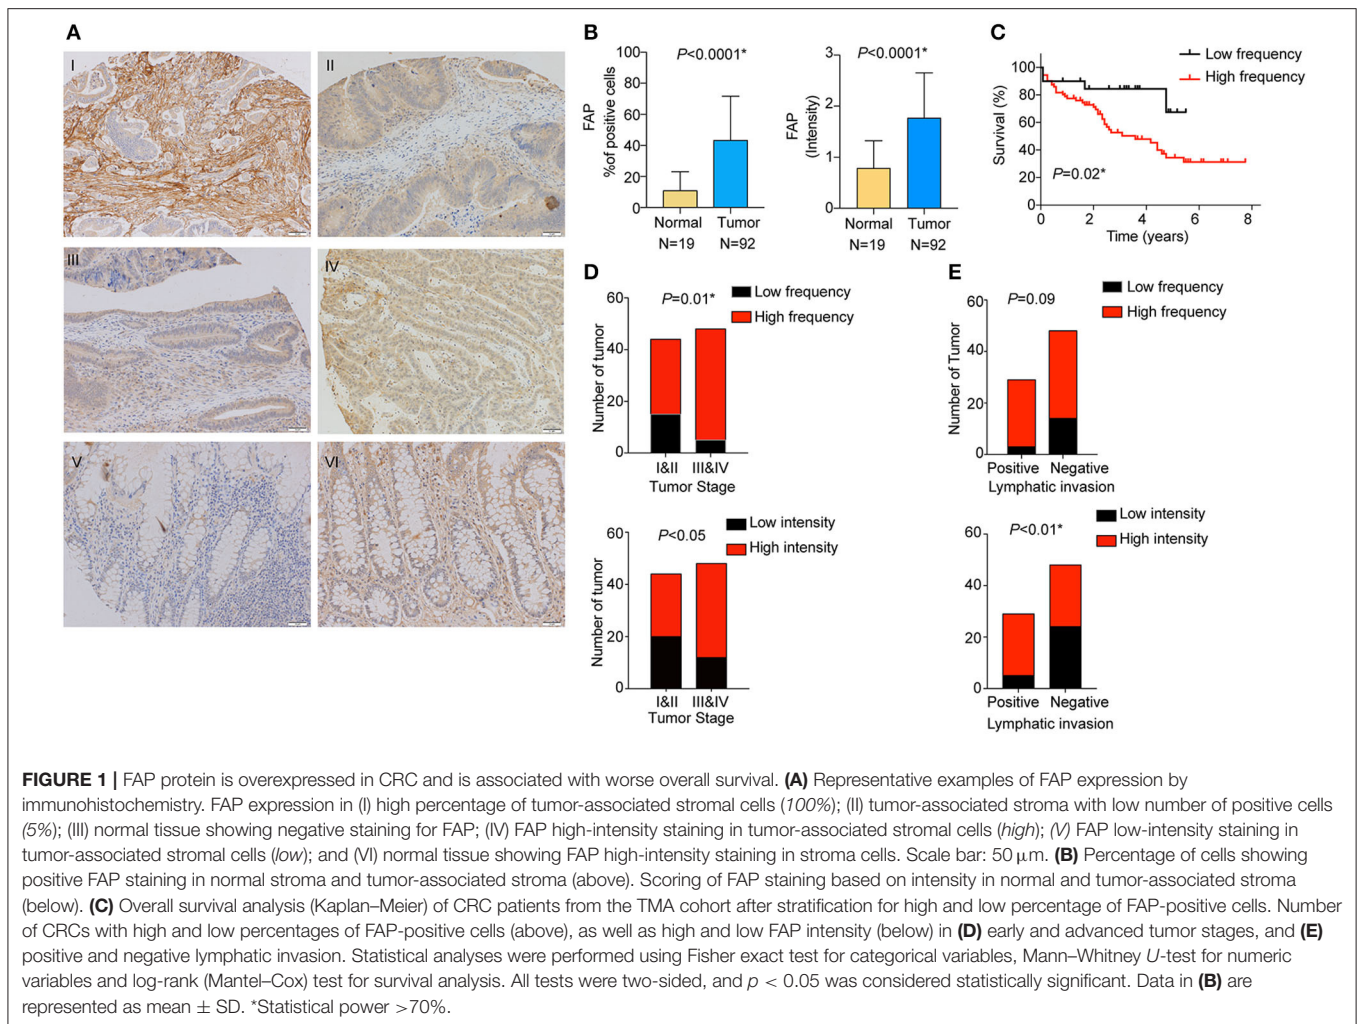 A
I
II
III
IV
V
VI
B
P<0.0001*
FAP
%of positive cells
100
80
60
40
20
0
Normal
Tumor
N=19
N=92
P<0.0001*
FAP
(Intensity)
3
2
1
0
Normal
Tumor
N=19
N=92
C
Low frequency
High frequency
Survival (%)
100
80
60
40
20
0
P=0.02*
0 2 4 6 8
Time (years)
D
P=0.01*
Low frequency
High frequency
Number of tumor
60
40
20
0
I&II III&IV
Tumor Stage
P<0.05
Low intensity
High intensity
Number of tumor
60
40
20
0
I&II III&IV
Tumor Stage
E
P=0.09
Low frequency
High frequency
Number of Tumor
60
40
20
0
Positive Negative
Lymphatic invasion
P<0.01*
Low intensity
High intensity
60
40
20
0
Positive Negative
Lymphatic invasion
FIGURE 1 | FAP protein is overexpressed in CRC and is associated with worse overall survival. (A) Representative examples of FAP expression by
immunohistochemistry. FAP expression in (I) high percentage of tumor-associated stromal cells (100%); (II) tumor-associated stroma with low number of positive cells
(5%); (III) normal tissue showing negative staining for FAP; (IV) FAP high-intensity staining in tumor-associated stromal cells (high); (V) FAP low-intensity staining in
tumor-associated stromal cells (low); and (VI) normal tissue showing FAP high-intensity staining in stroma cells. Scale bar: 50 μm. (B) Percentage of cells showing
positive FAP staining in normal stroma and tumor-associated stroma (above). Scoring of FAP staining based on intensity in normal and tumor-associated stroma
(below). (C) Overall survival analysis (Kaplan–Meier) of CRC patients from the TMA cohort after stratification for high and low percentage of FAP-positive cells. Number
of CRCs with high and low percentages of FAP-positive cells (above), as well as high and low FAP intensity (below) in (D) early and advanced tumor stages, and (E)
positive and negative lymphatic invasion. Statistical analyses were performed using Fisher exact test for categorical variables, Mann–Whitney U-test for numeric
variables and log-rank (Mantel–Cox) test for survival analysis. All tests were two-sided, and p < 0.05 was considered statistically significant. Data in (B) are
represented as mean ± SD. *Statistical power >70%.